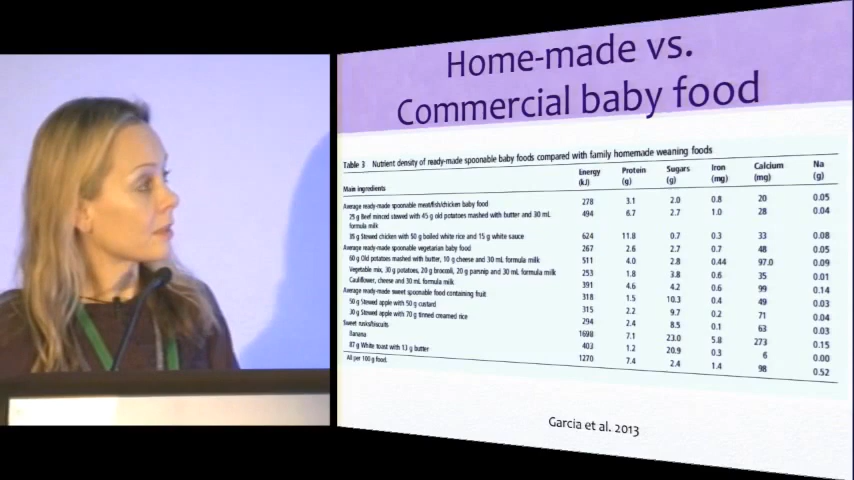 Home-made vs.
Commercial baby food
Table 3 Nutrient density of ready-made spoonable baby foods compared with family homemade weaning foods
Main ingredients Energy (kJ) Protein (g) Sugars (g) Iron (mg) Calcium (mg) Na (g)
Average ready-made spoonable meat/fish/chicken baby food 278 3.1 2.0 0.8 20 0.05
25 g Beef minced stewed with 45 g old potatoes mashed with butter and 30 mL 494 6.7 2.7 1.0 28 0.04
formula milk
85 g Stewed chicken with 50 g boiled white rice and 15 g white sauce 624 11.8 0.7 0.3 33 0.08
Average ready-made spoonable vegetarian baby food 267 2.6 2.7 0.7 48 0.05
60 g Old potatoes mashed with butter, 10 g cheese and 30 mL formula milk 511 4.0 2.8 0.44 97.0 0.09
Vegetable mix, 30 g potatoes, 20 g broccoli, 20 g parsnip and 30 mL formula milk 253 1.8 3.8 0.6 35 0.01
Cauliflower, cheese and 30 mL formula milk 391 4.6 4.2 0.6 99 0.14
Average ready-made sweet spoonable food containing fruit 318 1.5 10.3 0.4 49 0.03
50 g Stewed apple with 50 g custard 315 2.2 9.7 0.2 71 0.04
30 g Stewed apple with 70 g tinned creamed rice 294 2.4 8.5 0.1 63 0.03
Sweet rusks/biscuits 1698 7.1 23.0 5.8 273 0.15
Banana 403 1.2 20.9 0.3 6 0.00
87 g White toast with 13 g butter 1270 7.4 2.4 1.4 98 0.52
All per 100 g food.
Garcia et al. 2013